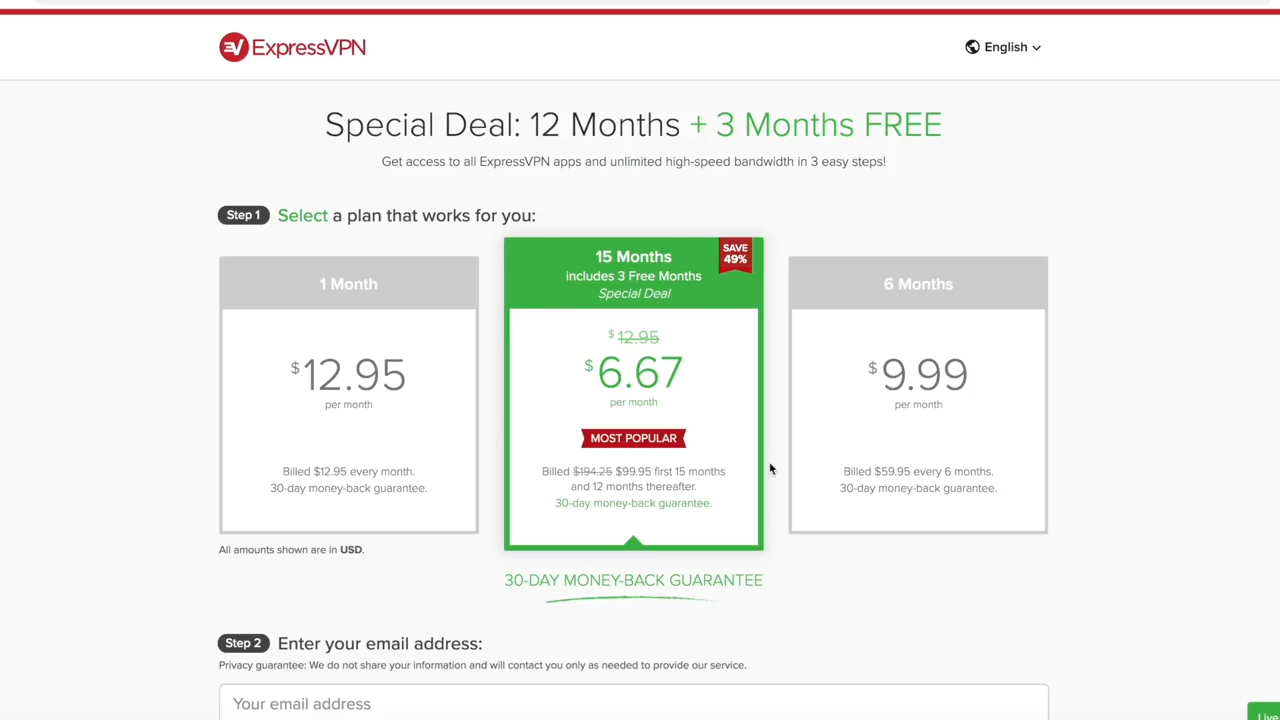 ExpressVPN
English
Special Deal: 12 Months + 3 Months FREE
Get access to all ExpressVPN apps and unlimited high-speed bandwidth in 3 easy steps!
Step 1
Select a plan that works for you:
1 Month
$12.95
per month
Billed $12.95 every month.
30-day money-back guarantee.
15 Months
includes 3 Free Months
Special Deal
SAVE
49%
$12.95
$6.67
per month
MOST POPULAR
Billed $194.25 $99.95 first 15 months
and 12 months thereafter.
30-day money-back guarantee.
6 Months
$9.99
per month
Billed $59.95 every 6 months.
30-day money-back guarantee.
All amounts shown are in USD.
30-DAY MONEY-BACK GUARANTEE
Step 2
Enter your email address:
Privacy guarantee: We do not share your information and will contact you only as needed to provide our service.
Your email address
Live